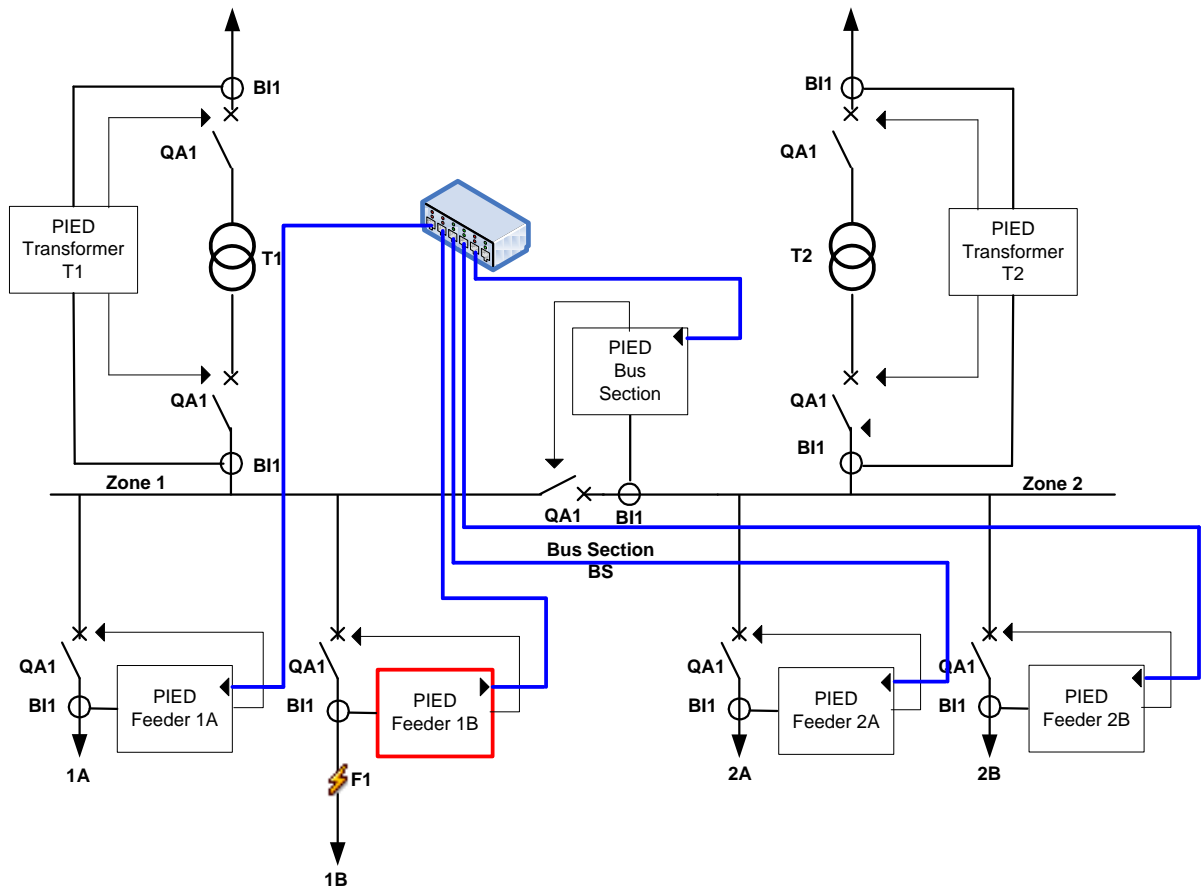 BI1
BI1
QA1
QA1
PIED
Transformer
T1
T1
T2
PIED
Transformer
T2
PIED
Bus
Section
QA1
QA1
BI1
BI1
Zone 1
Zone 2
QA1
BI1
Bus Section
BS
QA1
QA1
QA1
QA1
BI1
PIED
Feeder 1A
BI1
PIED
Feeder 1B
BI1
PIED
Feeder 2A
BI1
PIED
Feeder 2B
1A
F1
2A
2B
1B